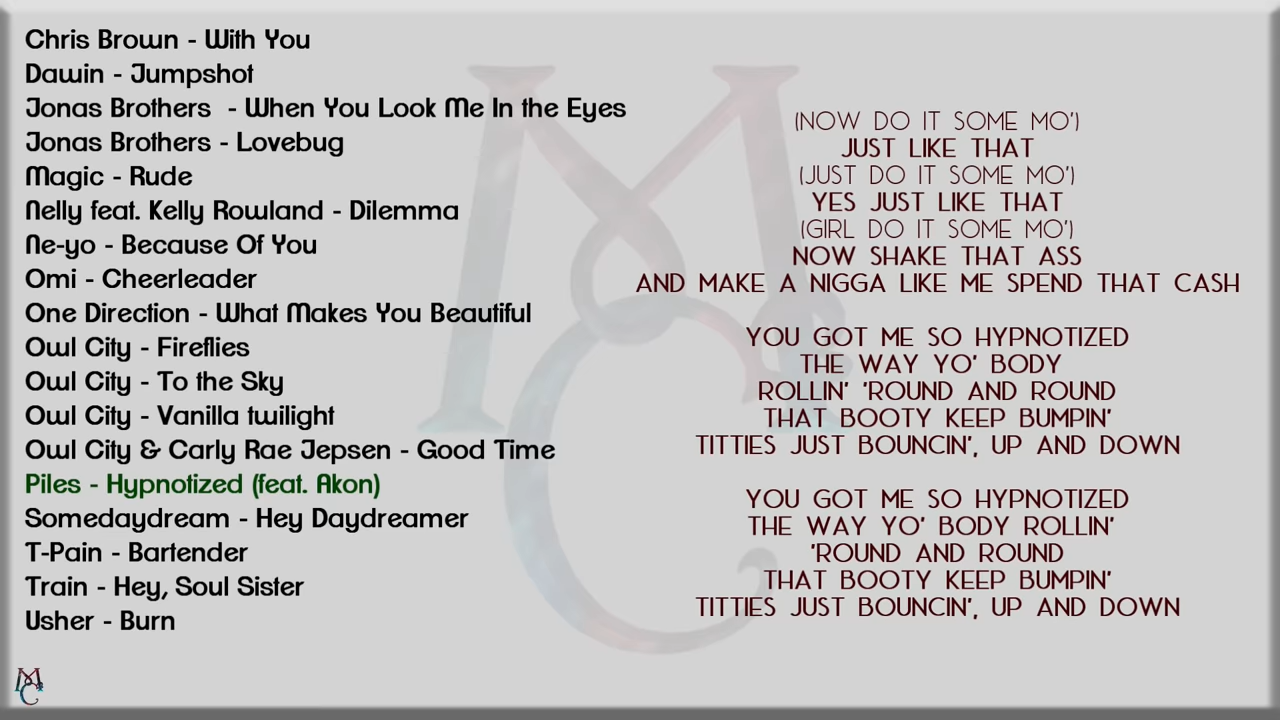 Chris Brown - With You
Dawin - Jumpshot
Jonas Brothers  - When You Look Me In the Eyes
Jonas Brothers - Lovebug
Magic - Rude
Nelly feat. Kelly Rowland - Dilemma
Ne-yo - Because Of You
Omi - Cheerleader
One Direction - What Makes You Beautiful
Owl City - Fireflies
Owl City - To the Sky
Owl City - Vanilla twilight
Owl City & Carly Rae Jepsen - Good Time
Piles - Hypnotized (feat. Akon)
Somedaydream - Hey Daydreamer
T-Pain - Bartender
Train - Hey, Soul Sister
Usher - Burn
(NOW DO IT SOME MO')
JUST LIKE THAT
(JUST DO IT SOME MO')
YES JUST LIKE THAT
(GIRL DO IT SOME MO')
NOW SHAKE THAT ASS
AND MAKE A NIGGA LIKE ME SPEND THAT CASH
YOU GOT ME SO HYPNOTIZED
THE WAY YO' BODY
ROLLIN' 'ROUND AND ROUND
THAT BOOTY KEEP BUMPIN'
TITTIES JUST BOUNCIN', UP AND DOWN
YOU GOT ME SO HYPNOTIZED
THE WAY YO' BODY ROLLIN'
'ROUND AND ROUND
THAT BOOTY KEEP BUMPIN'
TITTIES JUST BOUNCIN', UP AND DOWN
MC
MC